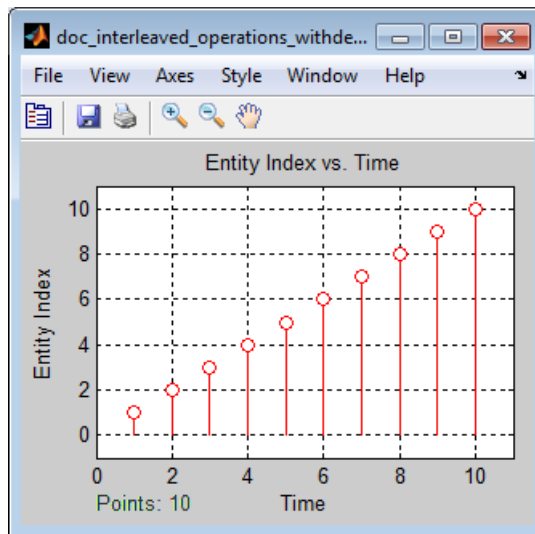 doc_interleaved_operations_withde...
File View Axes Style Window Help
Entity Index vs. Time
Entity Index
10
8
6
4
2
0
0 2 4 6 8 10
Points: 10 Time